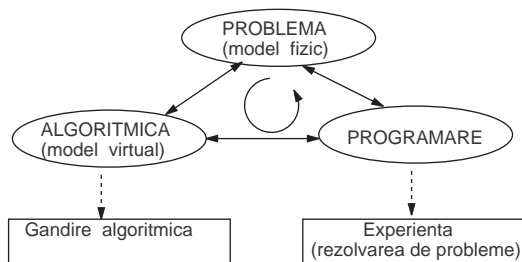 PROBLEMA
(model fizic)
ALGORITMICA
(model virtual)
PROGRAMARE
Gandire algoritmica
Experienta
(rezolvarea de probleme)